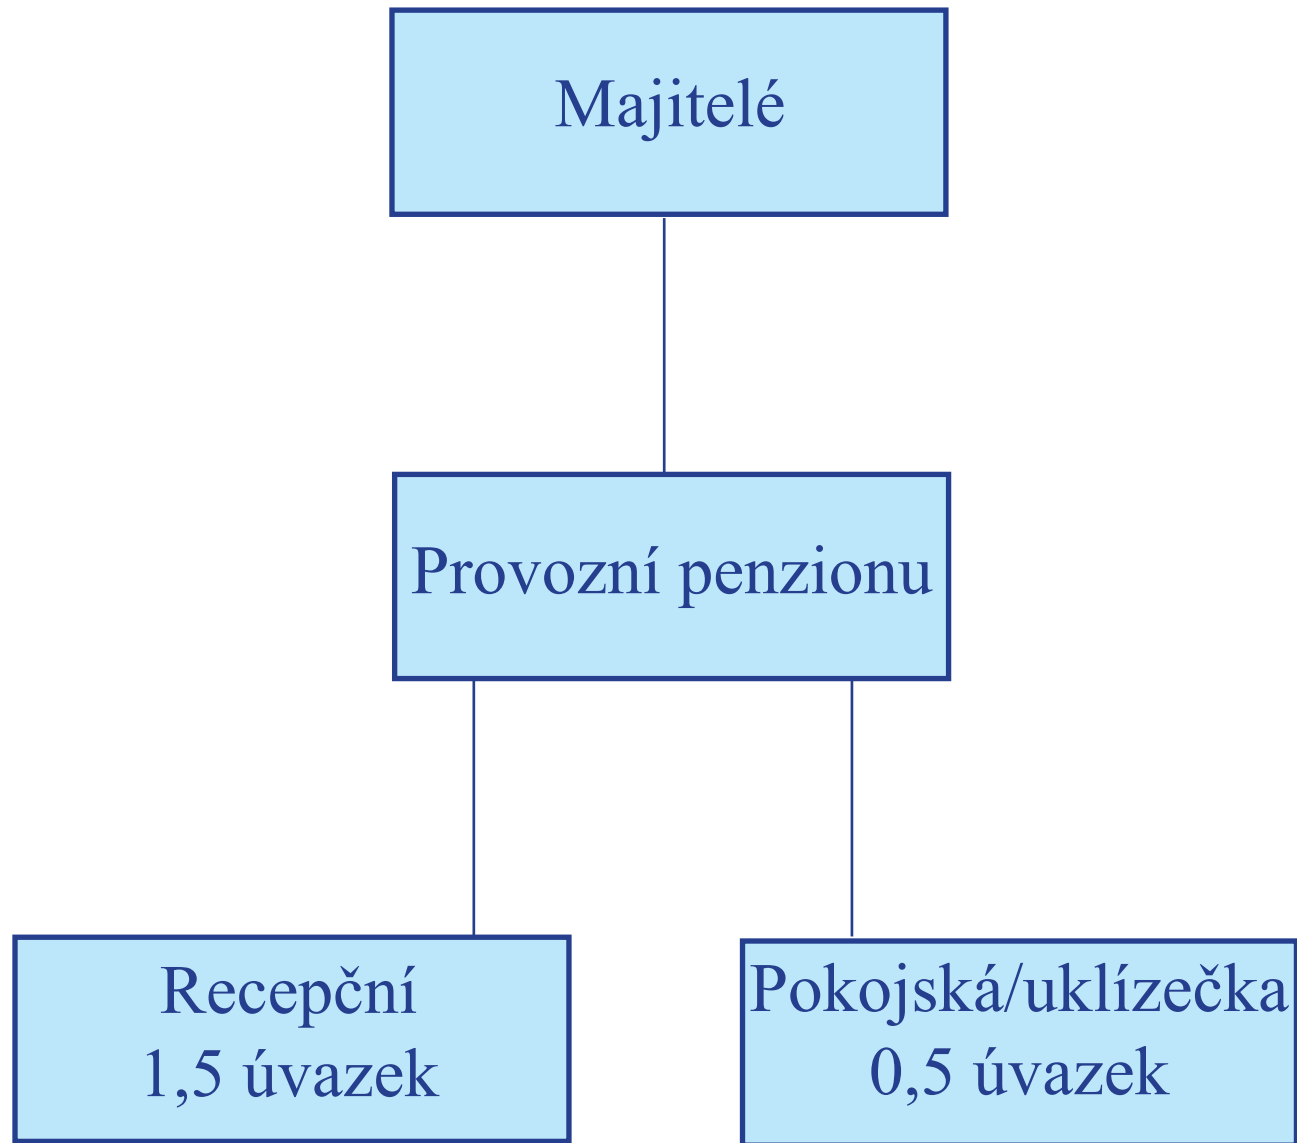 Majitelé
Provozní penzionu
Recepční
1,5 úvazek
Pokojská/uklízečka
0,5 úvazek